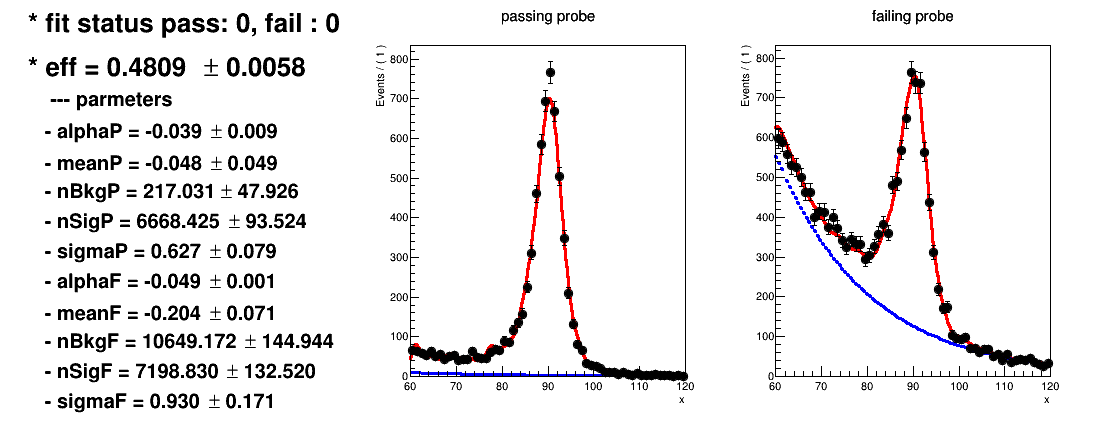 * fit status pass: 0, fail : 0
* eff = 0.4809 ± 0.0058
--- parmeters
- alphaP = -0.039 ± 0.009
- meanP = -0.048 ± 0.049
- nBkgP = 217.031 ± 47.926
- nSigP = 6668.425 ± 93.524
- sigmaP = 0.627 ± 0.079
- alphaF = -0.049 ± 0.001
- meanF = -0.204 ± 0.071
- nBkgF = 10649.172 ± 144.944
- nSigF = 7198.830 ± 132.520
- sigmaF = 0.930 ± 0.171
passing probe
Events / ( 1 )
800
700
600
500
400
300
200
100
0
60 70 80 90 100 110 120
x
failing probe
Events / ( 1 )
800
700
600
500
400
300
200
100
0
60 70 80 90 100 110 120
x